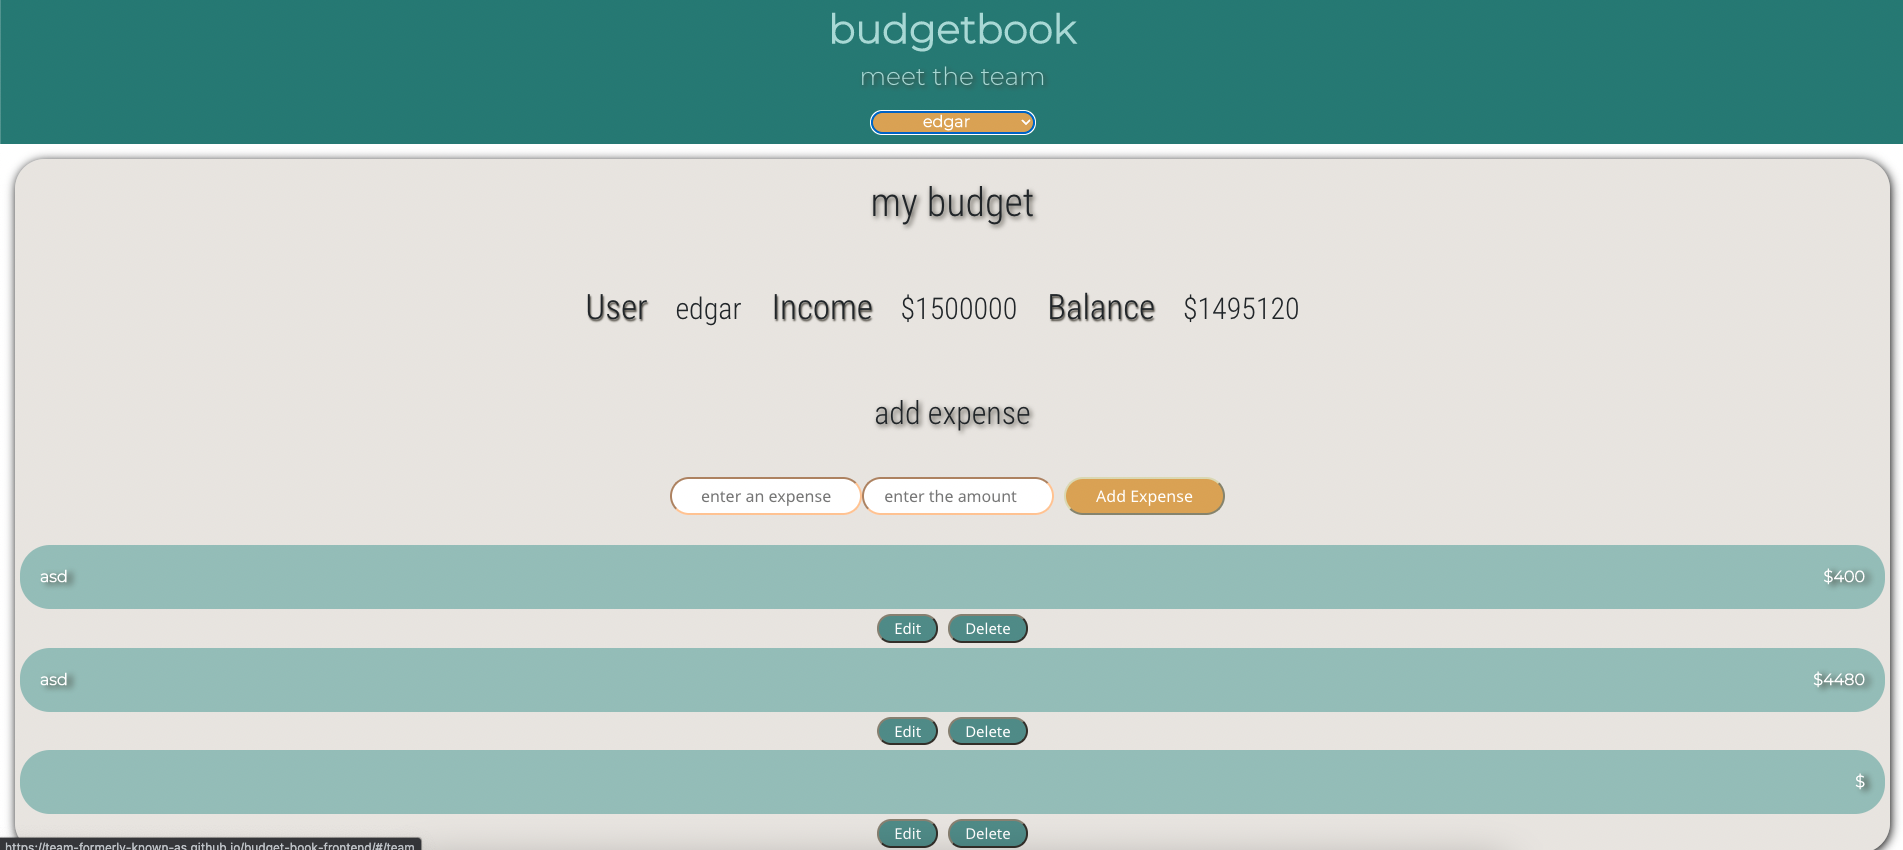 budgetbook
meet the team
edgar
my budget
User edgar Income $1500000 Balance $1495120
add expense
enter an expense enter the amount Add Expense
asd $400
Edit Delete
asd $4480
Edit Delete
$
Edit Delete
https://team-formerly-known-as.github.io/budget-book-frontend/#/team